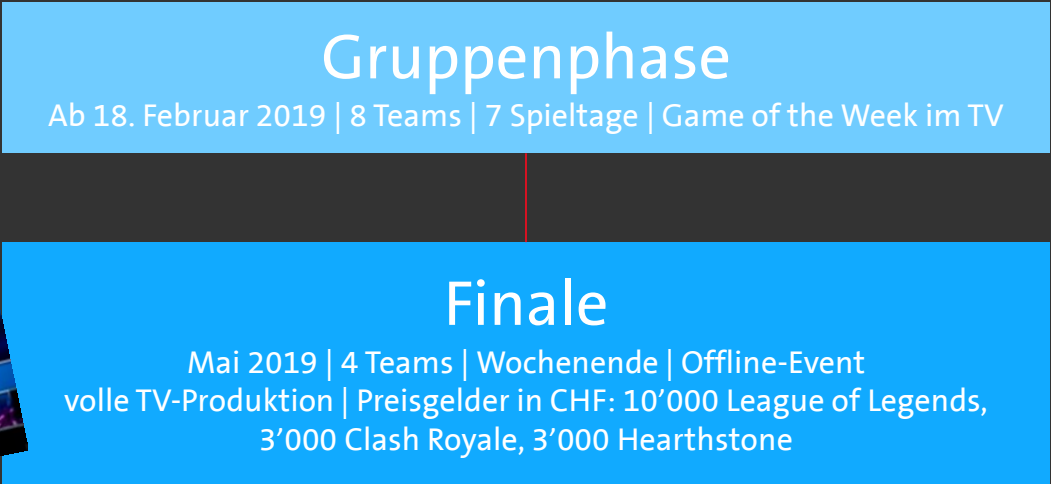 Gruppenphase
Ab 18. Februar 2019 | 8 Teams | 7 Spieltage | Game of the Week im TV
Finale
Mai 2019 | 4 Teams | Wochenende | Offline-Event
volle TV-Produktion | Preisgelder in CHF: 10’000 League of Legends,
3’000 Clash Royale, 3’000 Hearthstone